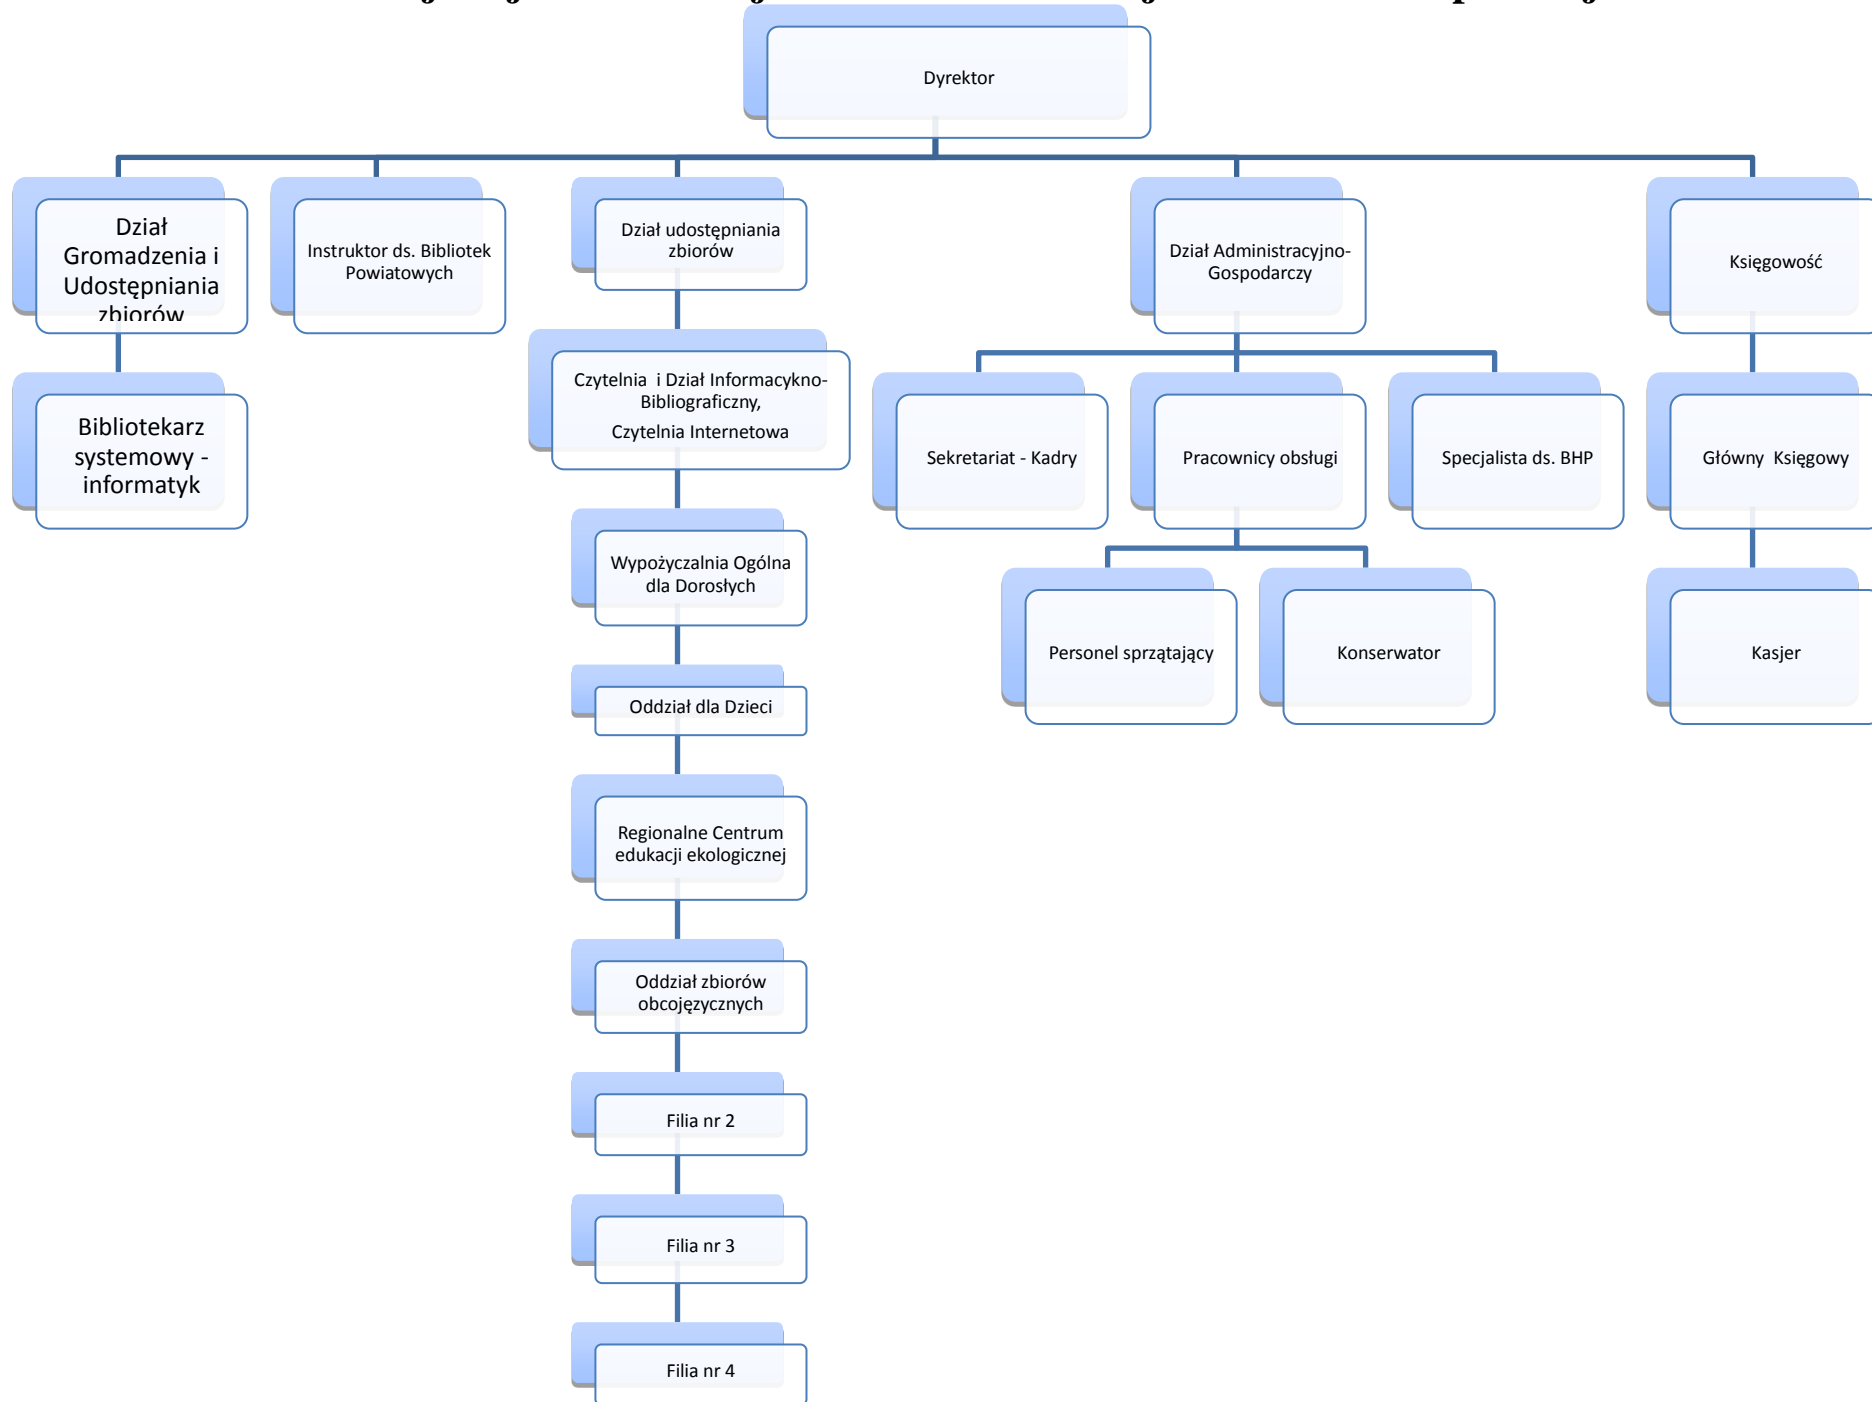 Dyrektor
Dział
Gromadzenia i
Udostępniania
zbiorów
Instruktor ds. Bibliotek
Powiatowych
Dział udostępniania
zbiorów
Dział Administracyjno-
Gospodarczy
Księgowość
Bibliotekarz
systemowy -
informatyk
Czytelnia  i Dział Informacykno-
Bibliograficzny,
Czytelnia Internetowa
Sekretariat - Kadry
Pracownicy obsługi
Specjalista ds. BHP
Główny  Księgowy
Wypożyczalnia Ogólna
dla Dorosłych
Personel sprzątający
Konserwator
Kasjer
Oddział dla Dzieci
Regionalne Centrum
edukacji ekologicznej
Oddział zbiorów
obcojęzycznych
Filia nr 2
Filia nr 3
Filia nr 4